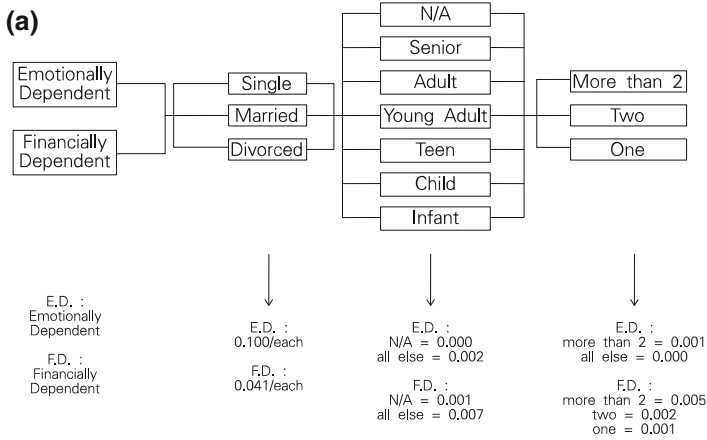 (a)
Emotionally
Dependent
Financially
Dependent
Single
Married
Divorced
N/A
Senior
Adult
Young Adult
Teen
Child
Infant
More than 2
Two
One
E.D. :
Emotionally
Dependent
F.D. :
Financially
Dependent
E.D. :
0.100/each
F.D. :
0.041/each
E.D. :
N/A = 0.000
all else = 0.002
F.D. :
N/A = 0.001
all else = 0.007
E.D. :
more than 2 = 0.001
all else = 0.000
F.D. :
more than 2 = 0.005
two = 0.002
one = 0.001